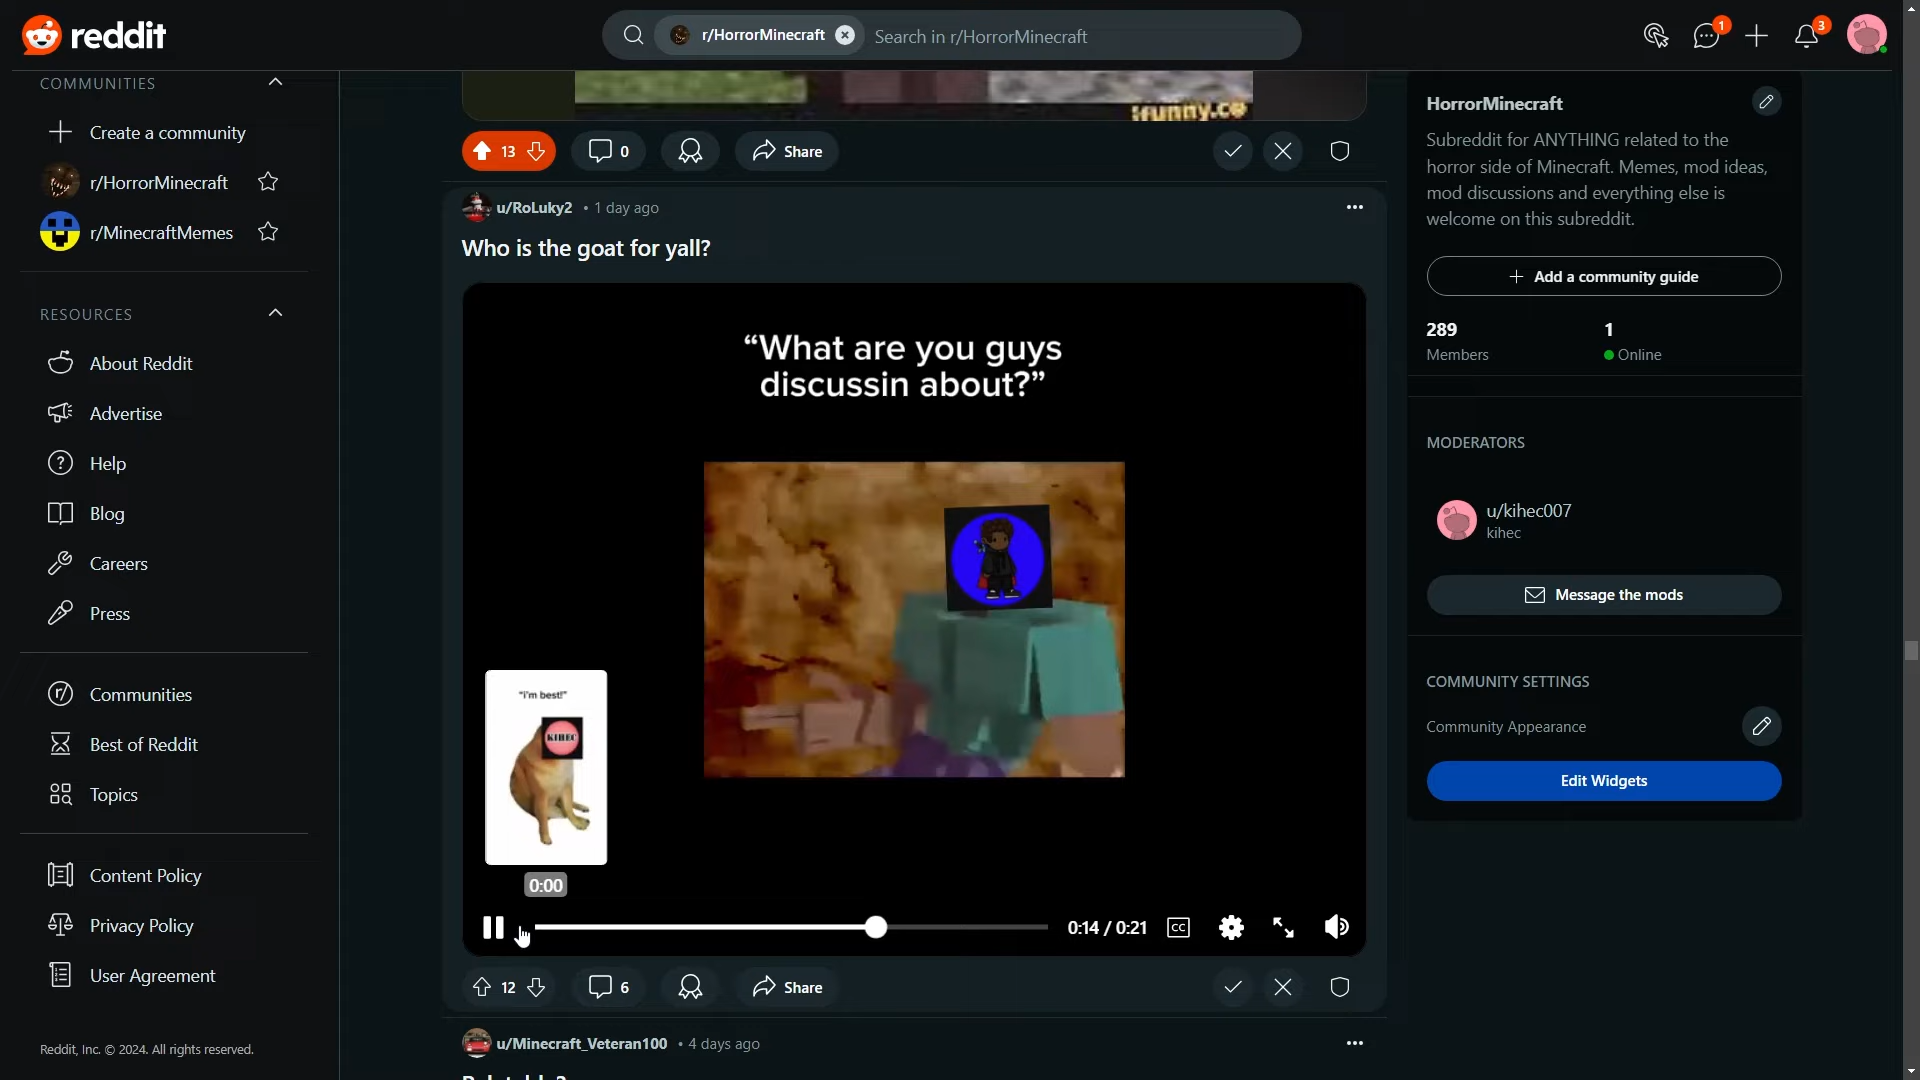 reddit
r/HorrorMinecraft
Search in r/HorrorMinecraft
1
3
COMMUNITIES
Create a community
r/HorrorMinecraft
r/MinecraftMemes
RESOURCES
About Reddit
Advertise
Help
Blog
Careers
Press
Communities
Best of Reddit
Topics
Content Policy
Privacy Policy
User Agreement
Reddit, Inc. © 2024. All rights reserved.
ifunny.co
13
0
Share
u/RoLuky2 • 1 day ago
Who is the goat for yall?
“What are you guys
discussin about?”
"i'm best!"
KIHEC
0:00
0:14 / 0:21
CC
12
6
Share
u/Minecraft_Veteran100 • 4 days ago
HorrorMinecraft
Subreddit for ANYTHING related to the
horror side of Minecraft. Memes, mod ideas,
mod discussions and everything else is
welcome on this subreddit.
Add a community guide
289
Members
1
Online
MODERATORS
u/kihec007
kihec
Message the mods
COMMUNITY SETTINGS
Community Appearance
Edit Widgets